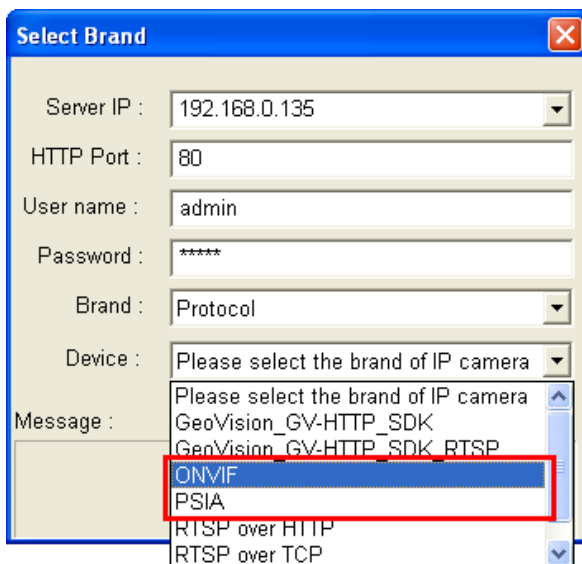 Select Brand
Server IP : 192.168.0.135
HTTP Port : 80
User name : admin
Password : *****
Brand : Protocol
Device : Please select the brand of IP camera
Please select the brand of IP camera
Message : GeoVision_GV-HTTP_SDK
GeoVision_GV-HTTP_SDK_RTSP
ONVIF
PSIA
RTSP over HTTP
RTSP over TCP